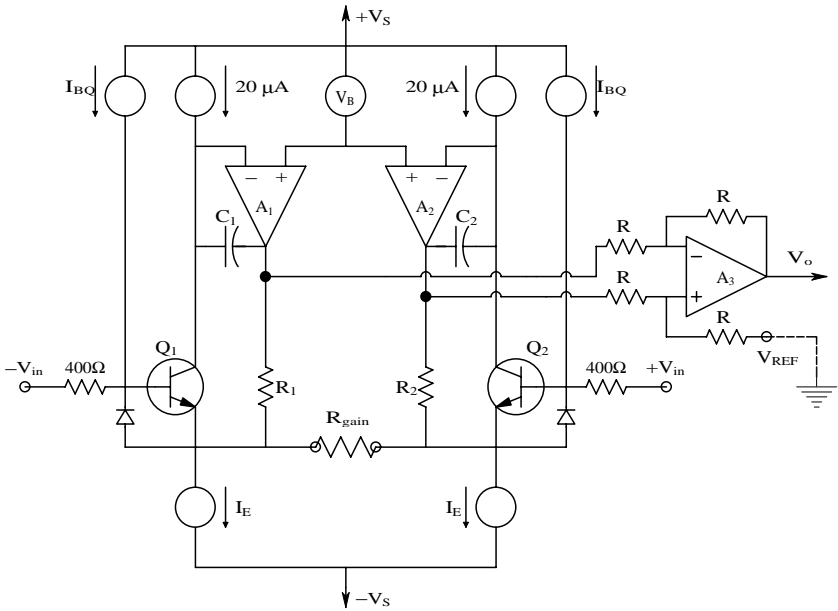 +V_S
I_BQ
20 μA
V_B
20 μA
I_BQ
− +
+ −
A_1
A_2
C_1
C_2
R
R
V_o
−
A_3
+
R
R
V_REF
Q_1
Q_2
−V_in
400Ω
400Ω
+V_in
R_1
R_2
R_gain
I_E
I_E
−V_S